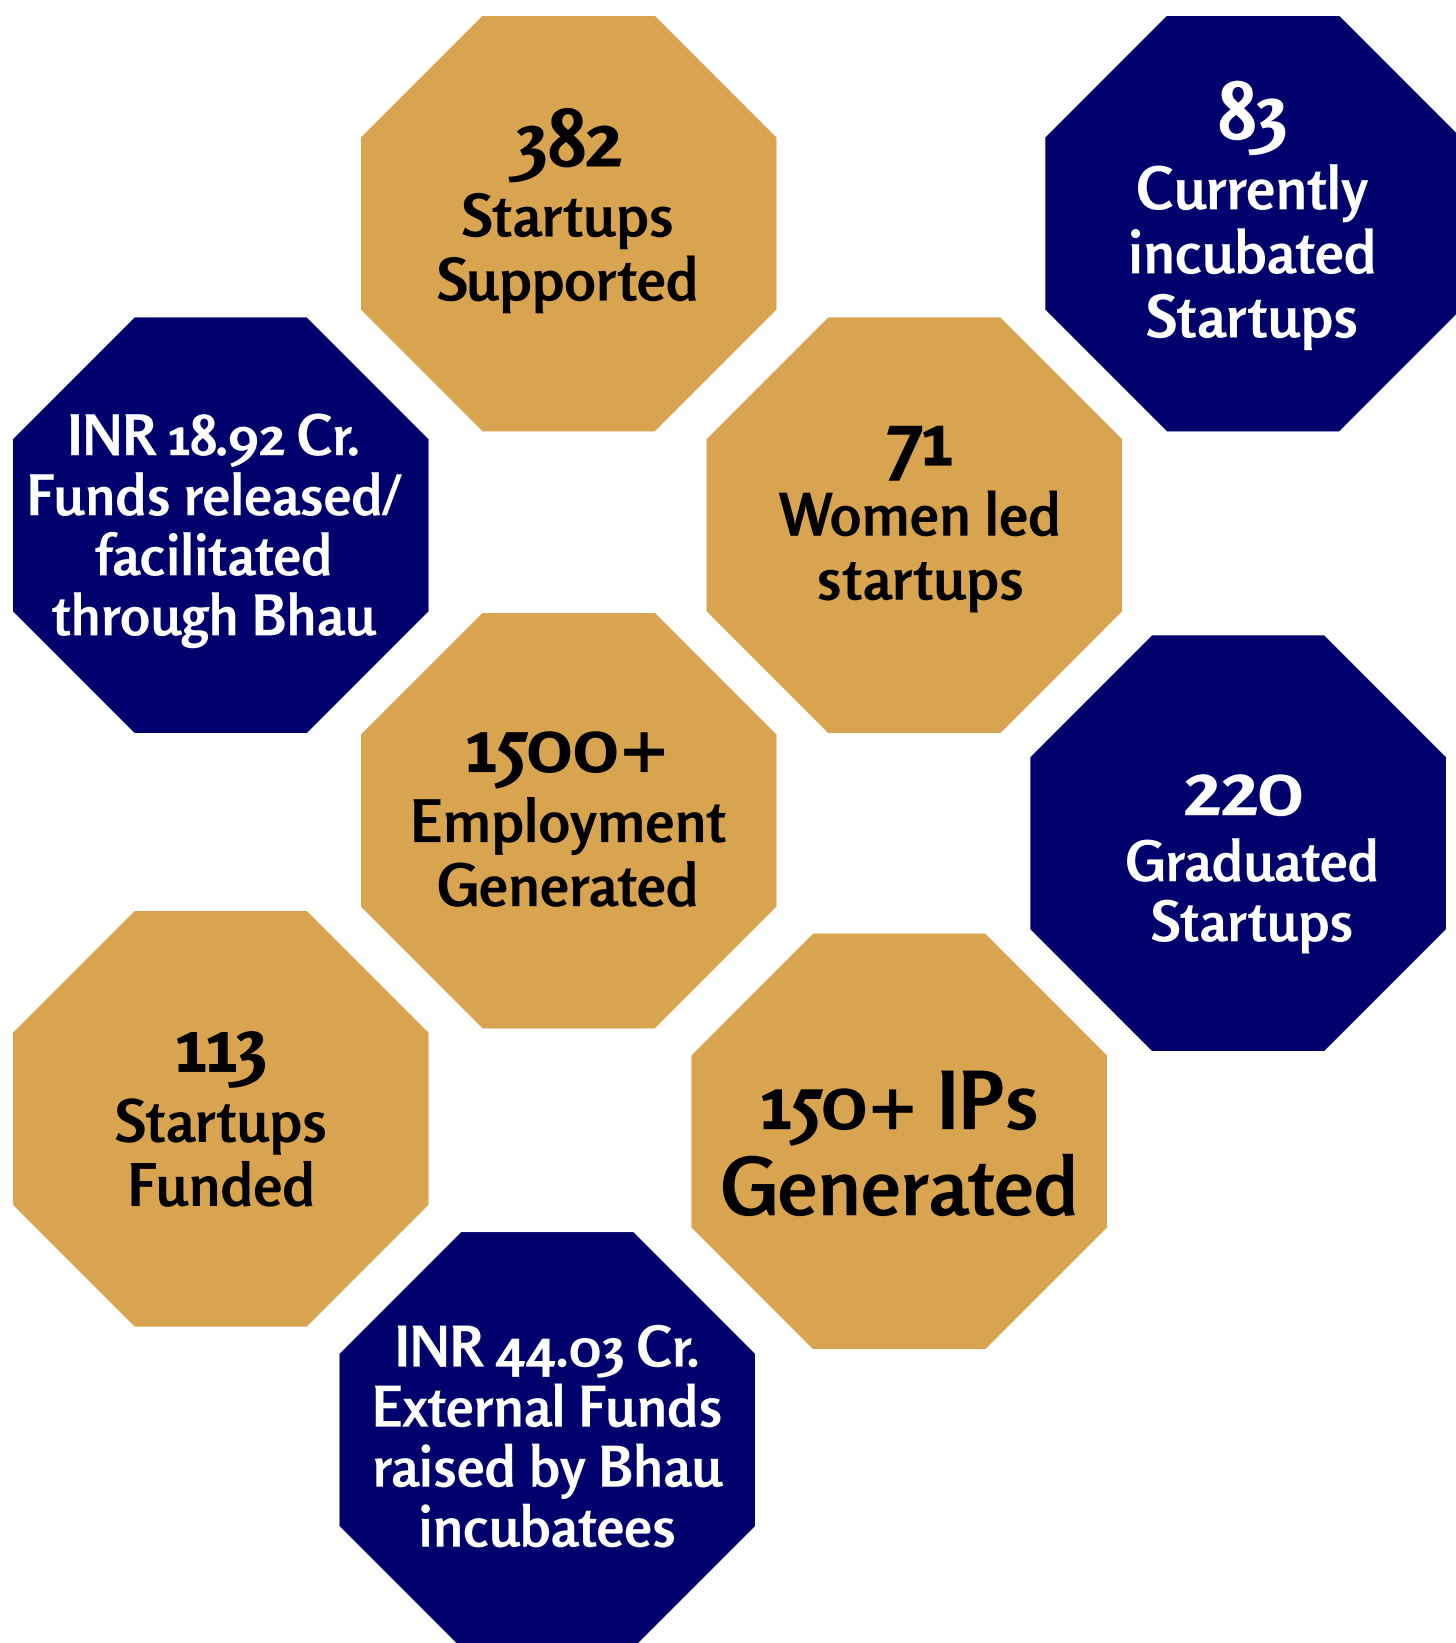 382
Startups
Supported
83
Currently
incubated
Startups
INR 18.92 Cr.
Funds released/
facilitated
through Bhau
71
Women led
startups
1500+
Employment
Generated
220
Graduated
Startups
113
Startups
Funded
150+ IPs
Generated
INR 44.03 Cr.
External Funds
raised by Bhau
incubatees